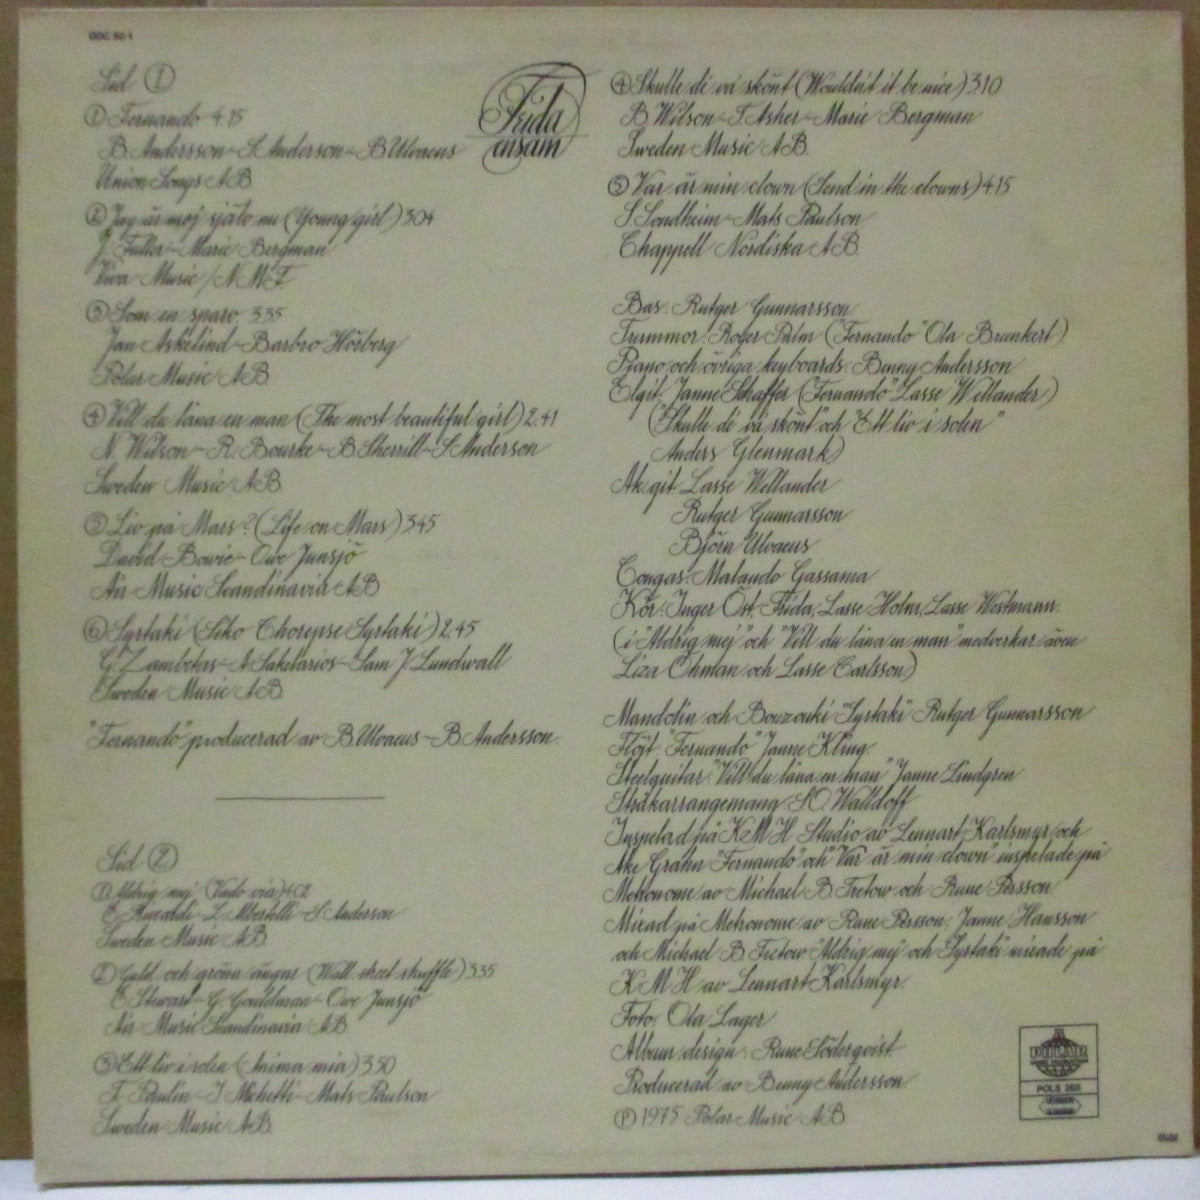 Sid ①
① Fernando 4.15
B. Andersson–S. Anderson–B. Ulvaeus
Union Songs AB
② Jag är mej själv nu (Young girl) 3.04
J. Fuller–Marie Bergman
Viva Music/NMF
③ Som en sparv 3.35
Jan Askelind–Barbro Hörberg
Polar Music AB
④ Vill du låna en man (The most beautiful girl) 2.41
N. Wilson–R. Bourke–B. Sherrill–S. Anderson
Sweden Music AB
⑤ Liv på Mars? (Life on Mars) 3.45
David Bowie–Owe Junsjö
Air Music Scandinavia AB
⑥ Syrtaki (Siko Chorepse Syrtaki) 2.45
G. Zambetas–A. Sakelarios–Sam J. Lundwall
Sweden Music AB
"Fernando" producerad av B. Ulvaeus–B. Andersson.
Sid ②
① Aldrig mej (Vado via) 4.02
E. Riccardi–L. Albertelli–S. Anderson
Sweden Music AB
② Guld och gröna ängar (Wall street shuffle) 3.35
E. Stewart–G. Gouldman–Owe Junsjö
Air Music Scandinavia AB
③ Ett liv i solen (Anima mia) 3.50
F. Paulin–I. Michetti–Mats Paulson
Sweden Music AB
Frida
ensam
④ Skulle de' va skönt (Wouldn't it be nice) 3.10
B. Wilson–T. Asher–Marie Bergman
Sweden Music AB
⑤ Var är min clown (Send in the clowns) 4.15
S. Sondheim–Mats Paulson
Chappell Nordiska AB.
Bas: Rutger Gunnarsson
Trummor: Roger Palm ("Fernando" Ola Brunkert)
Piano och övriga keyboards: Benny Andersson
Elgit. Janne Schaffer ("Fernando" Lasse Wellander)
("Skulle de' va skönt" och "Ett liv i solen"
Anders Glenmark)
Ak.git. Lasse Wellander
Rutger Gunnarsson
Björn Ulvaeus
Congas: Malando Gassama
Kör: Inger Öst, Frida, Lasse Holm, Lasse Westmann.
(i "Aldrig mej" och "Vill du låna en man" medverkar även
Liza Öhman och Lasse Carlsson)
Mandolin och Bouzouki "Syrtaki" Rutger Gunnarsson
Flöjt: "Fernando" Janne Kling.
Steelguitar "Vill du låna en man" Janne Lindgren
Stråkarrangemang: S.O. Walldoff
Inspelad på KMH Studio av Lennart Karlsmyr och
Åke Grahn "Fernando" och "Var är min clown" inspelade på
Metronome av Michael B. Tretow och Rune Persson
Mixad på Metronome av Rune Persson, Janne Hansson
och Michael B. Tretow "Aldrig mej" och "Syrtaki" mixade på
KMH av Lennart Karlsmyr.
Foto: Ola Lager
Album design: Rune Söderqvist
Producerad av Benny Andersson
Ⓟ 1975 Polar Music AB
POLAR
POLS 265